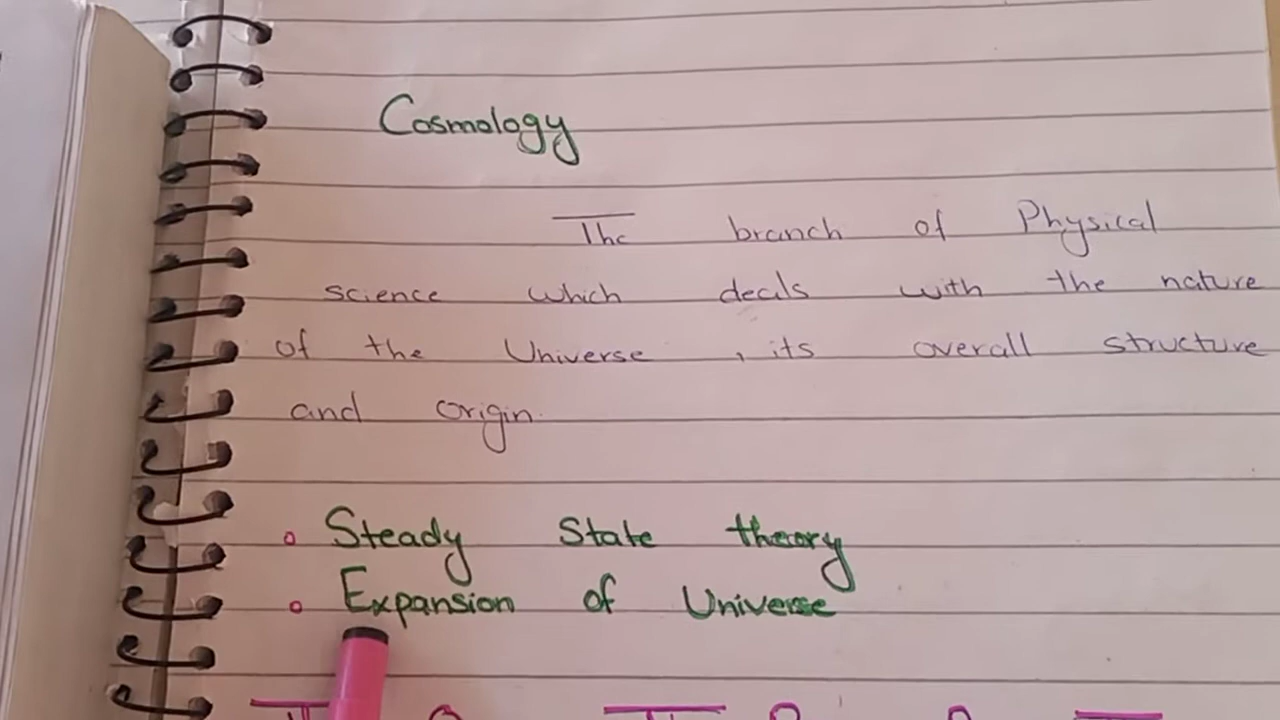 Cosmology
The branch of Physical
science which deals with the nature
of the Universe , its overall structure
and origin.
Steady State theory
Expansion of Universe